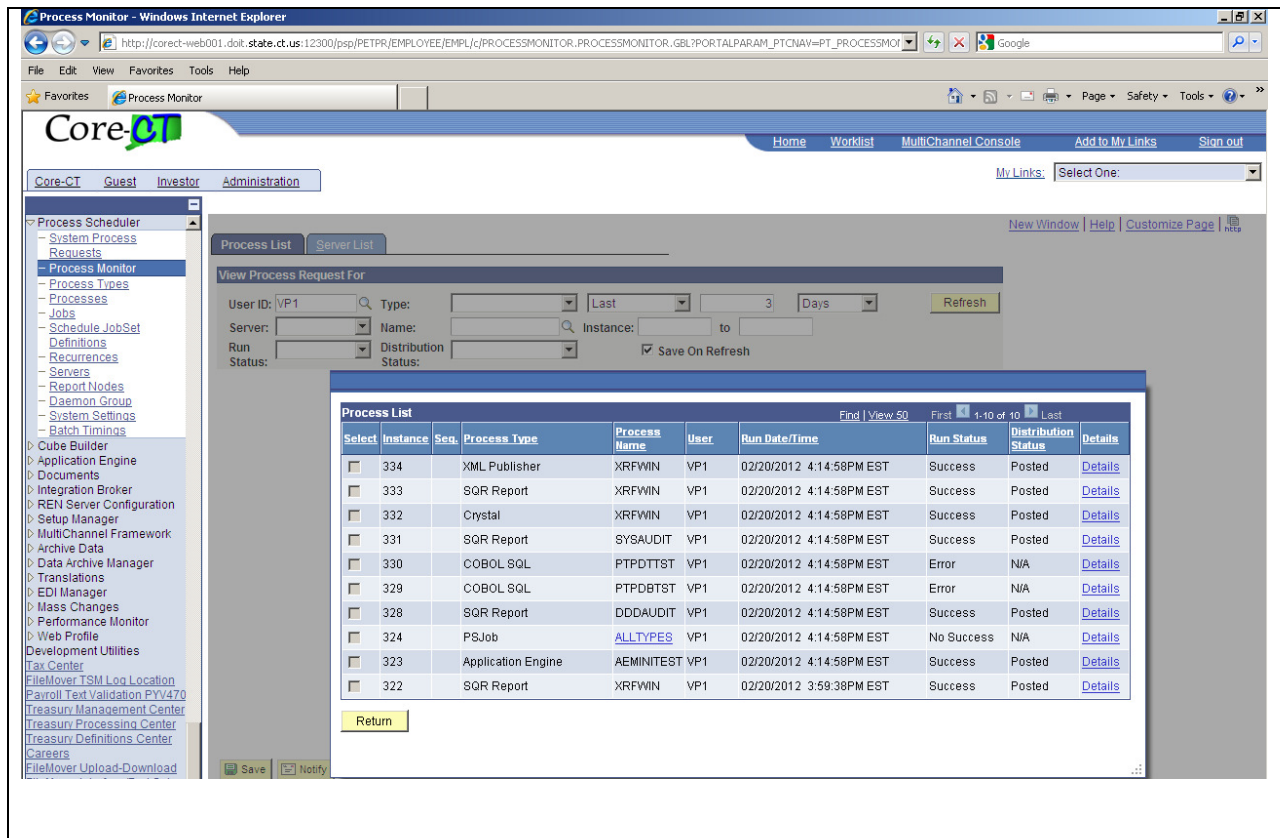 Process Monitor - Windows Internet Explorer
http://corect-web001.doit.state.ct.us:12300/psp/PETPR/EMPLOYEE/EMPL/c/PROCESSMONITOR.PROCESSMONITOR.GBL?PORTALPARAM_PTCNAV=PT_PROCESSMOI
Google
File Edit View Favorites Tools Help
Favorites Process Monitor Page Safety Tools
Core-CT
Home Worklist MultiChannel Console Add to My Links Sign out
Core-CT Guest Investor Administration My Links: Select One:
New Window | Help | Customize Page |
Process Scheduler
– System Process
Requests
– Process Monitor
– Process Types
– Processes
– Jobs
– Schedule JobSet
Definitions
– Recurrences
– Servers
– Report Nodes
– Daemon Group
– System Settings
– Batch Timings
Cube Builder
Application Engine
Documents
Integration Broker
REN Server Configuration
Setup Manager
MultiChannel Framework
Archive Data
Data Archive Manager
Translations
EDI Manager
Mass Changes
Performance Monitor
Web Profile
Development Utilities
Tax Center
FileMover TSM Log Location
Payroll Text Validation PYV470
Treasury Management Center
Treasury Processing Center
Treasury Definitions Center
Careers
FileMover Upload-Download
Process List Server List
View Process Request For
User ID: VP1 Type: Last 3 Days Refresh
Server: Name: Instance: to
Run Status: Distribution Status: Save On Refresh
Process List Find | View 50 First 1-10 of 10 Last
Select Instance Seq. Process Type Process Name User Run Date/Time Run Status Distribution Status Details
334 XML Publisher XRFWIN VP1 02/20/2012 4:14:58PM EST Success Posted Details
333 SQR Report XRFWIN VP1 02/20/2012 4:14:58PM EST Success Posted Details
332 Crystal XRFWIN VP1 02/20/2012 4:14:58PM EST Success Posted Details
331 SQR Report SYSAUDIT VP1 02/20/2012 4:14:58PM EST Success Posted Details
330 COBOL SQL PTPDTTST VP1 02/20/2012 4:14:58PM EST Error N/A Details
329 COBOL SQL PTPDBTST VP1 02/20/2012 4:14:58PM EST Error N/A Details
328 SQR Report DDDAUDIT VP1 02/20/2012 4:14:58PM EST Success Posted Details
324 PSJob ALLTYPES VP1 02/20/2012 4:14:58PM EST No Success N/A Details
323 Application Engine AEMINITEST VP1 02/20/2012 4:14:58PM EST Success Posted Details
322 SQR Report XRFWIN VP1 02/20/2012 3:59:38PM EST Success Posted Details
Return
Save Notify